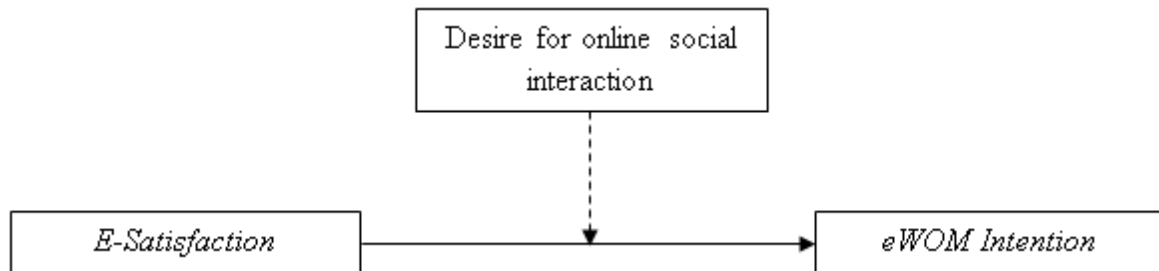 Desire for online social
interaction
E-Satisfaction
eWOM Intention